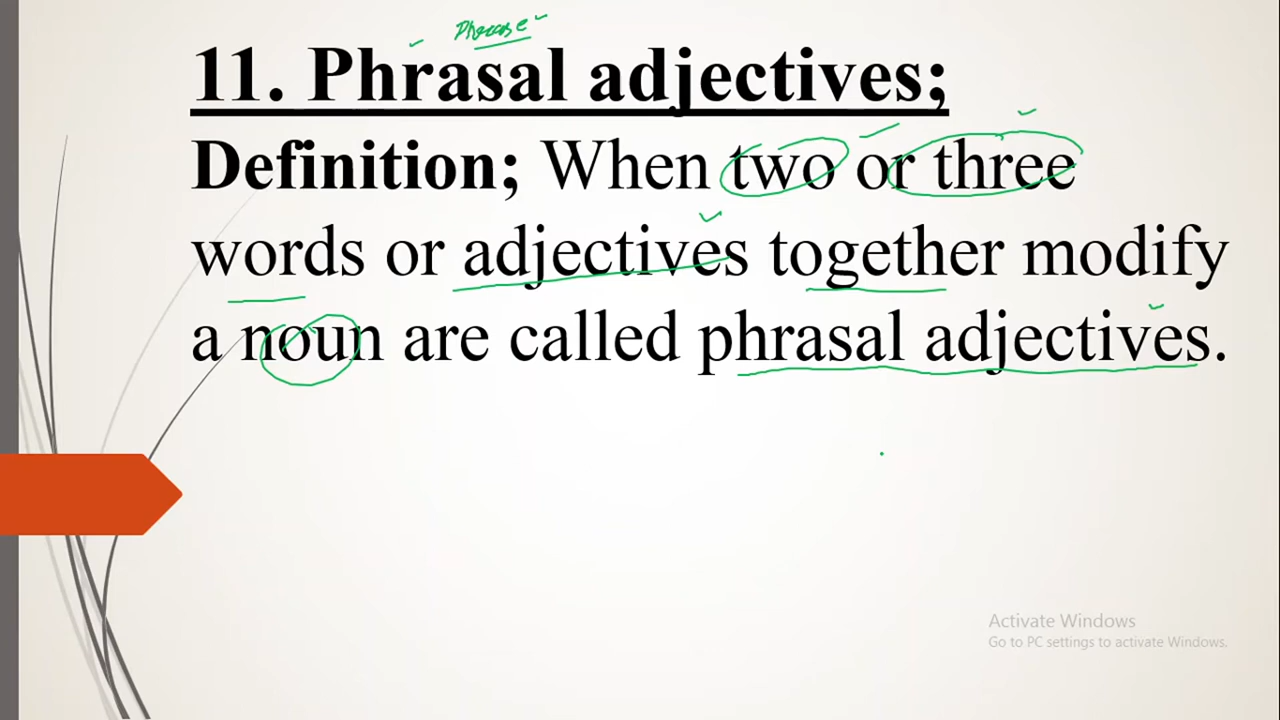 Phrase
11. Phrasal adjectives;
Definition; When two or three
words or adjectives together modify
a noun are called phrasal adjectives.
Activate Windows
Go to PC settings to activate Windows.